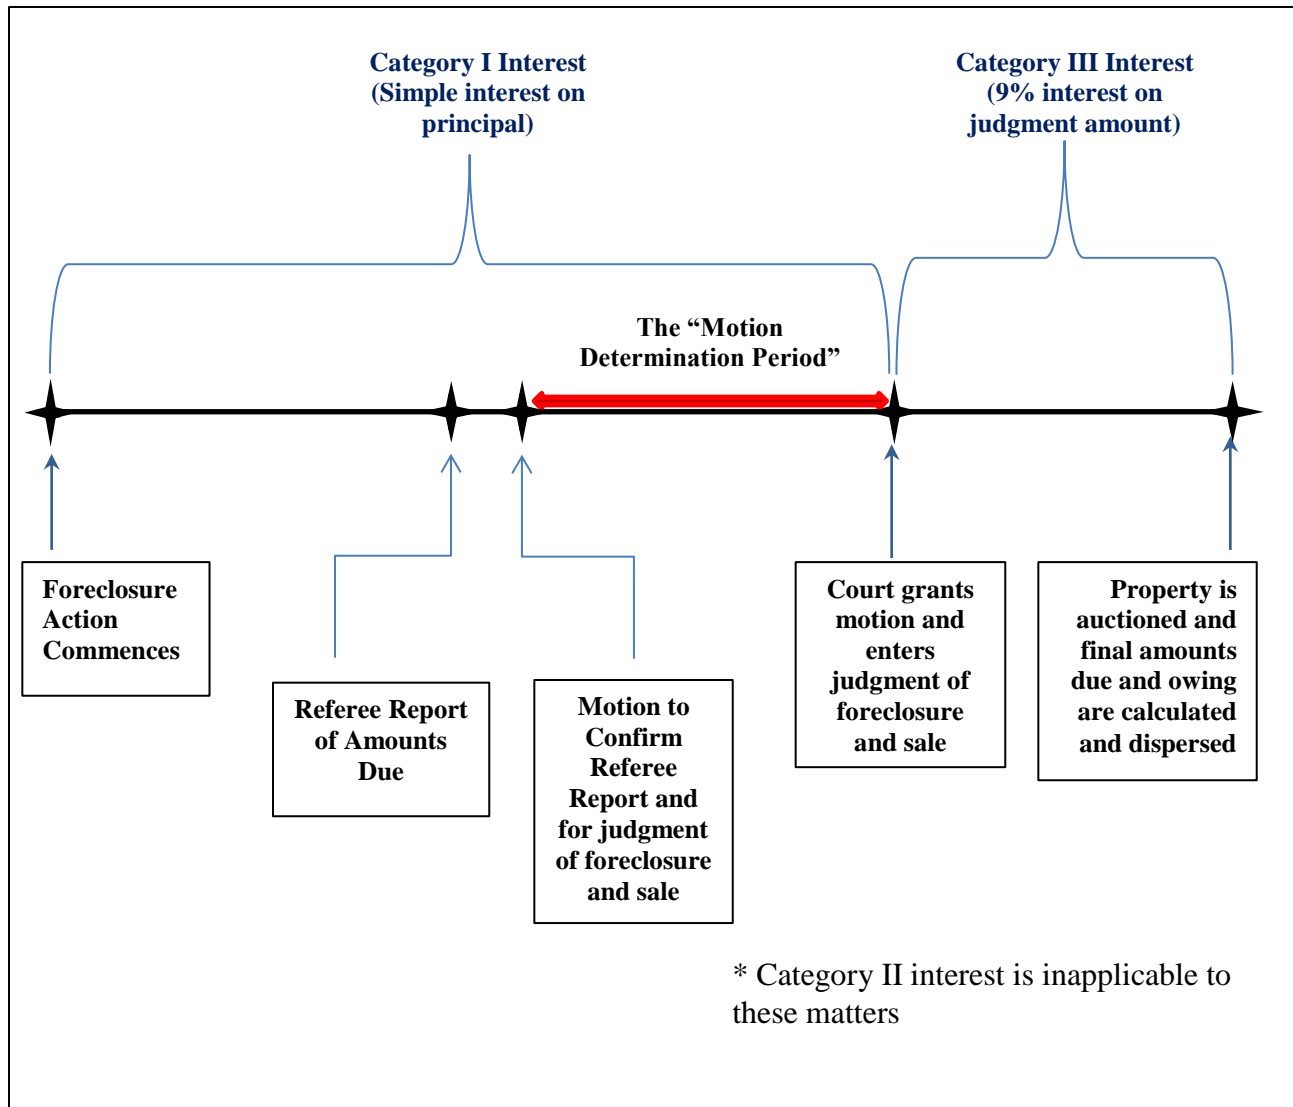 Category I Interest
(Simple interest on
principal)
Category III Interest
(9% interest on
judgment amount)
The “Motion
Determination Period”
Foreclosure
Action
Commences
Referee Report
of Amounts
Due
Motion to
Confirm
Referee
Report and
for judgment
of foreclosure
and sale
Court grants
motion and
enters
judgment of
foreclosure
and sale
Property is
auctioned and
final amounts
due and owing
are calculated
and dispersed
* Category II interest is inapplicable to
these matters